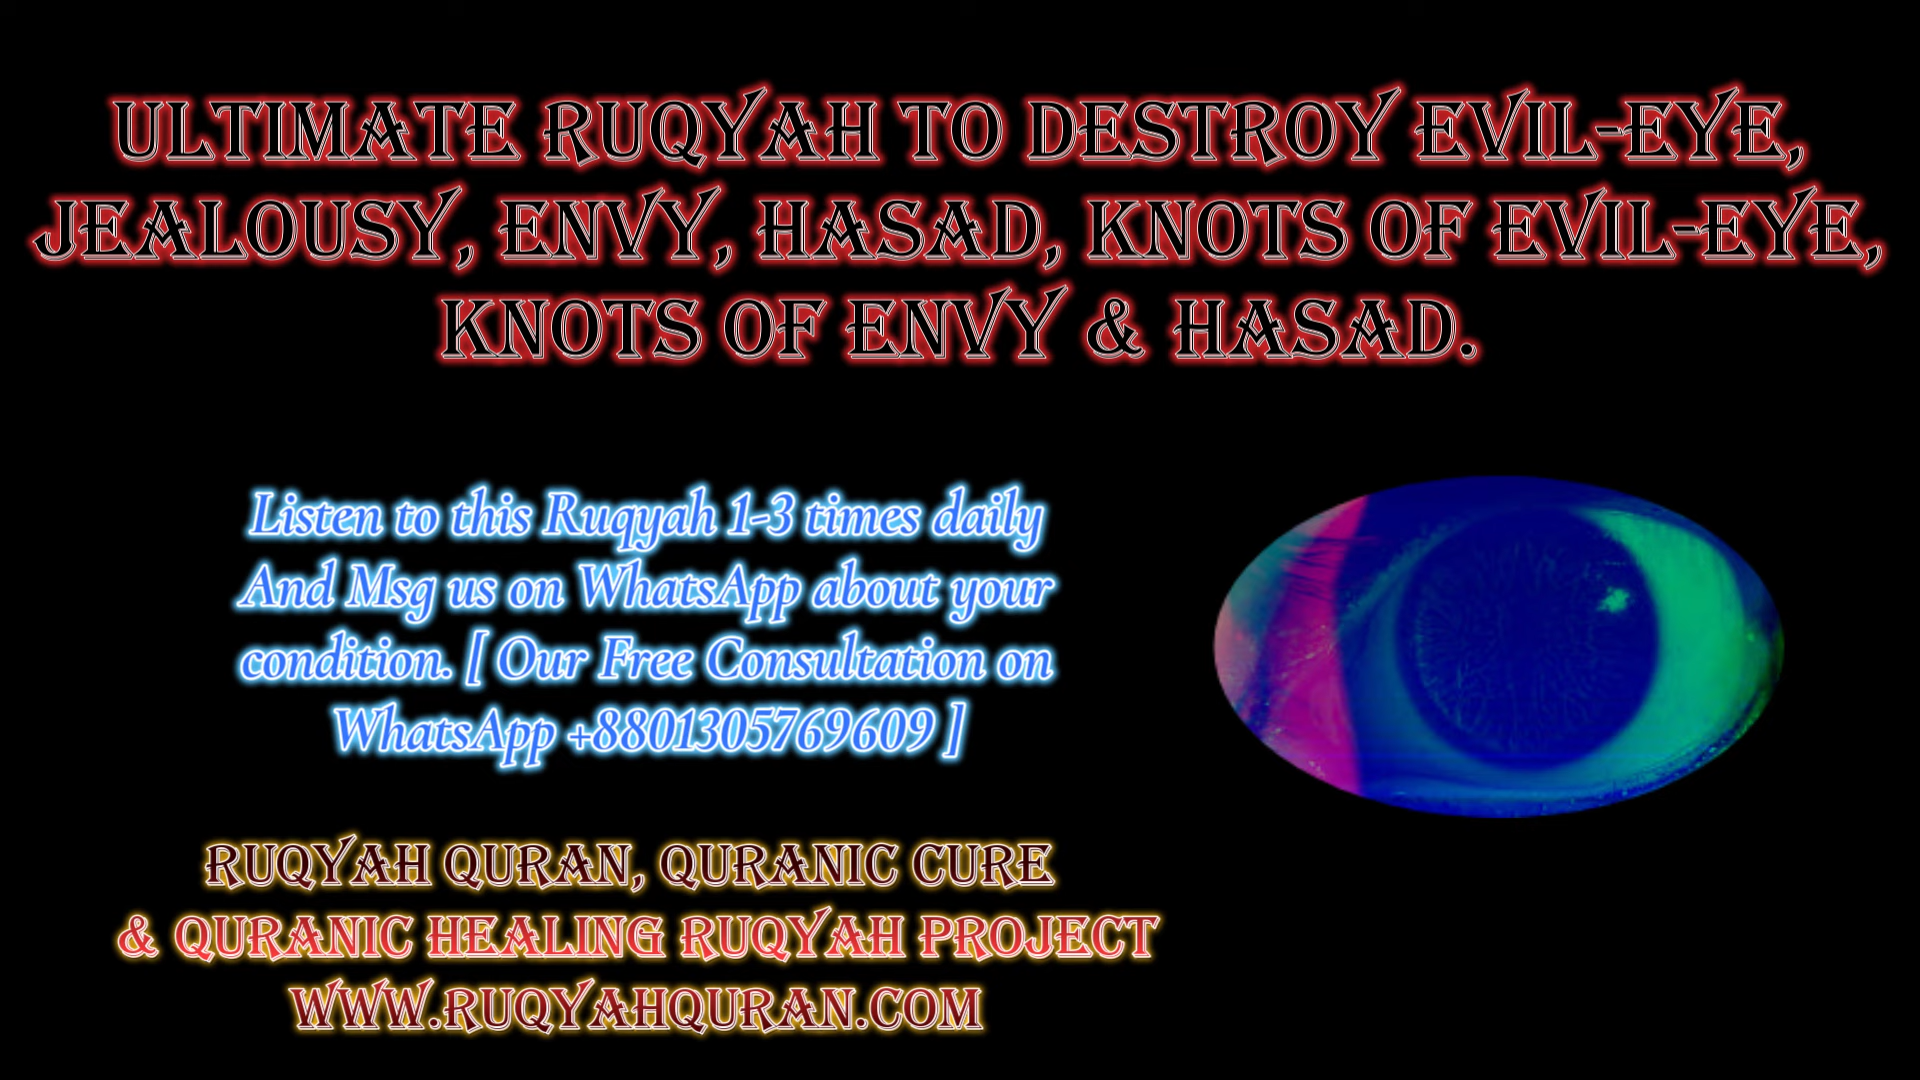 ULTIMATE RUQYAH TO DESTROY EVIL-EYE,
JEALOUSY, ENVY, HASAD, KNOTS OF EVIL-EYE,
KNOTS OF ENVY & HASAD.
Listen to this Ruqyah 1-3 times daily
And Msg us on WhatsApp about your
condition. [ Our Free Consultation on
WhatsApp +8801305769609 ]
RUQYAH QURAN, QURANIC CURE
& QURANIC HEALING RUQYAH PROJECT
WWW.RUQYAHQURAN.COM